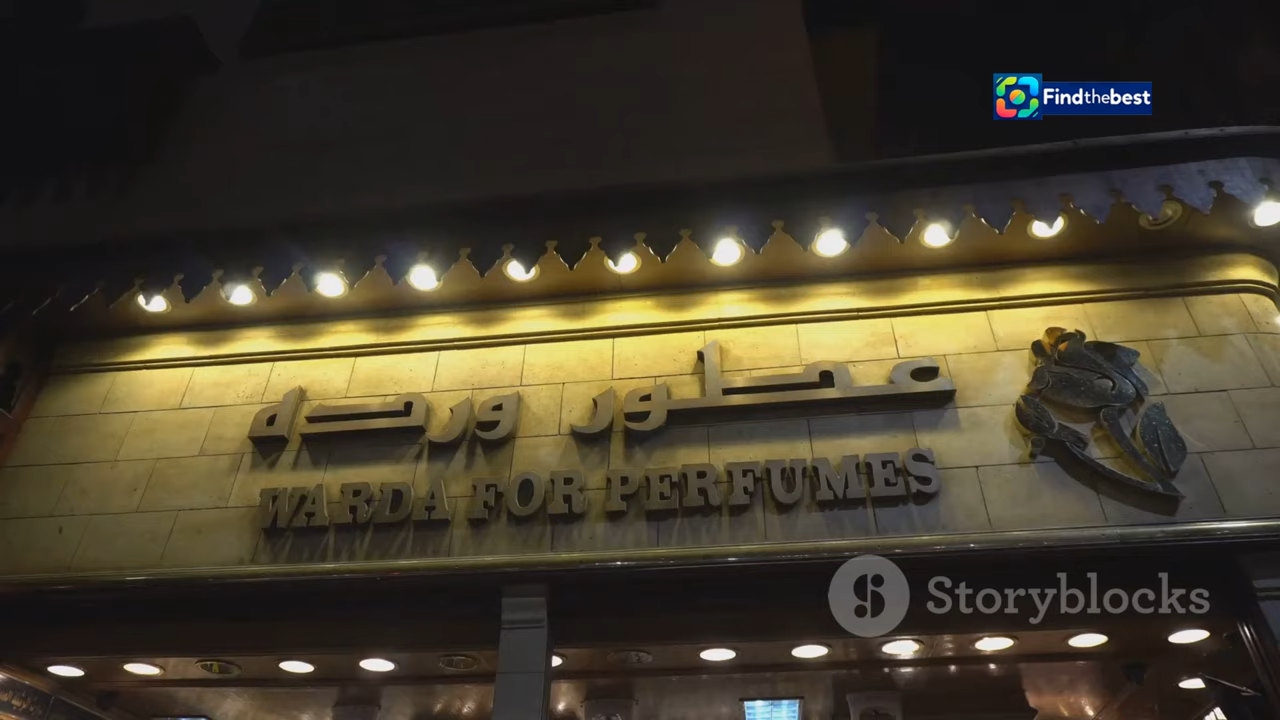 Findthebest
عطور وردة
WARDA FOR PERFUMES
Storyblocks